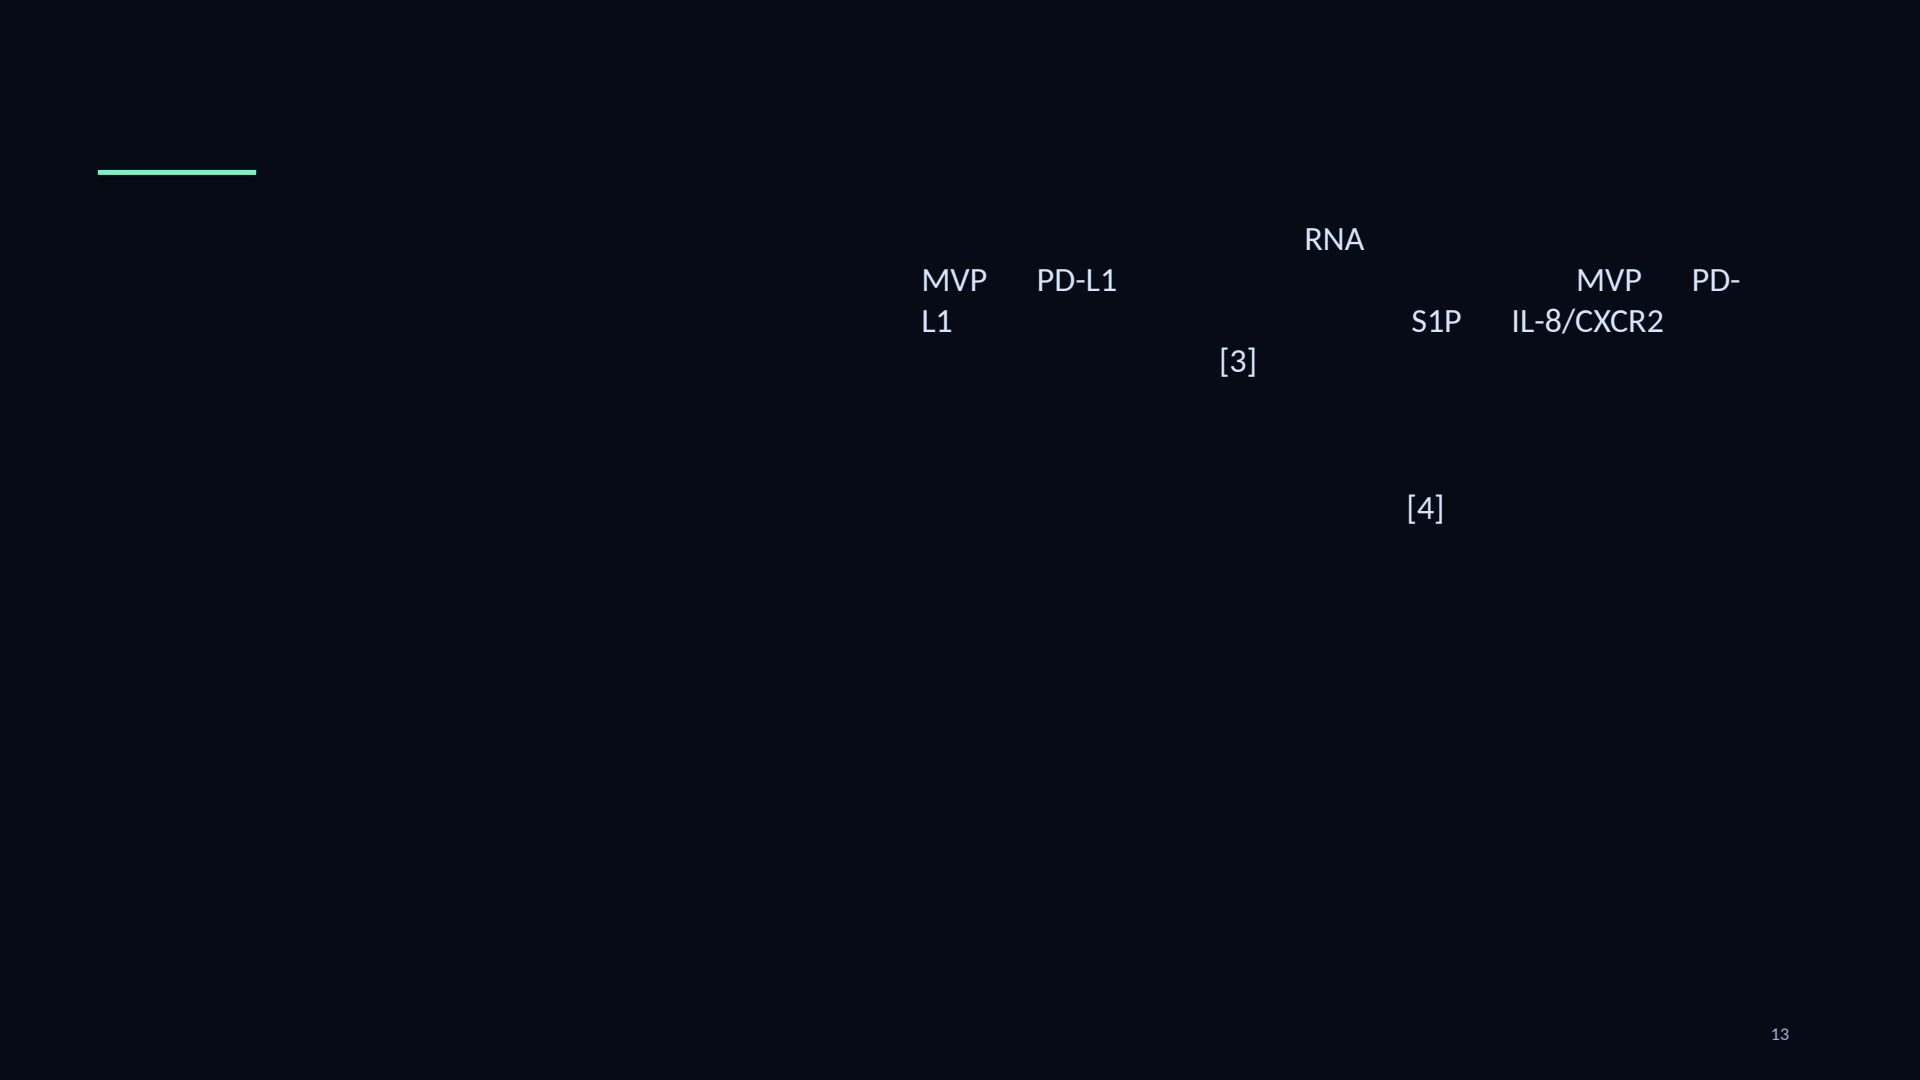 RNA
MVP PD-L1 MVP PD-
L1 S1P IL-8/CXCR2
[3]
[4]
13